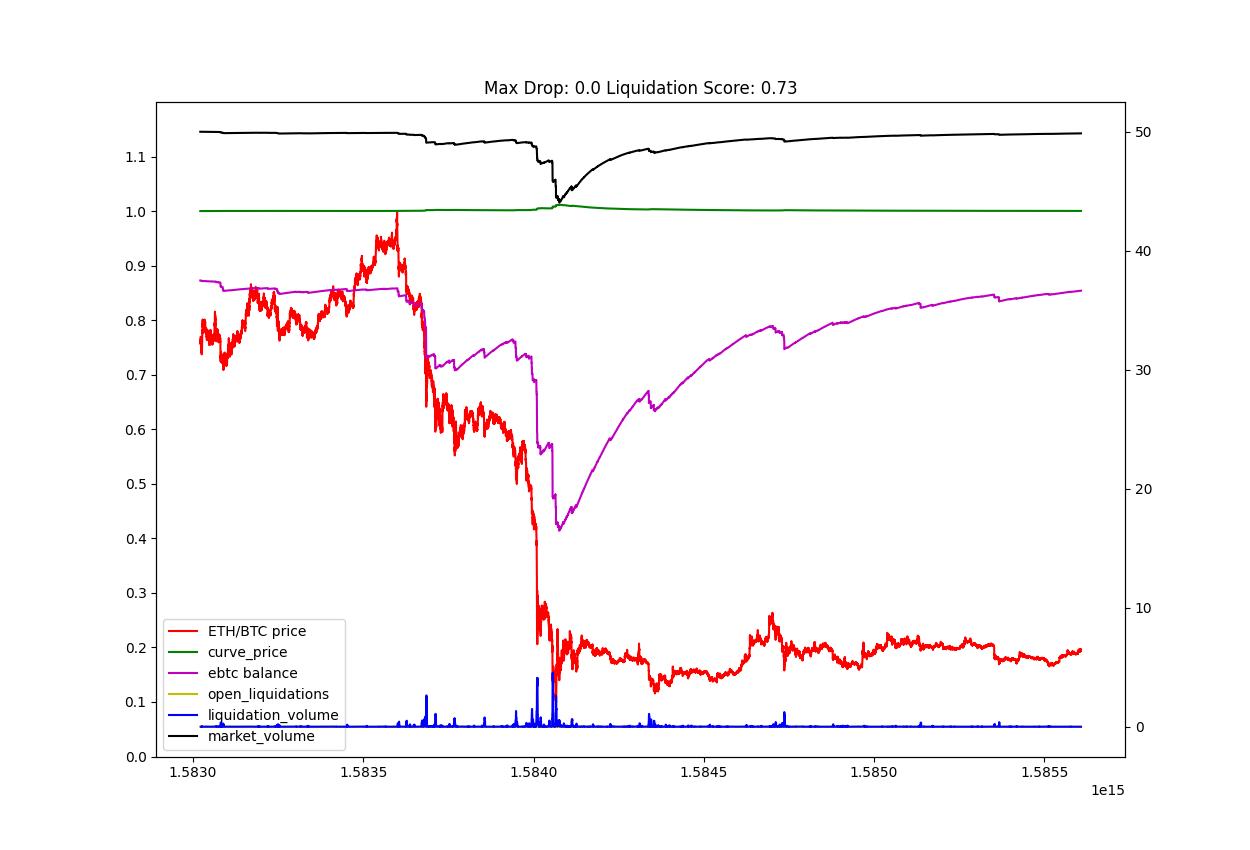 Max Drop: 0.0 Liquidation Score: 0.73
1.1
1.0
0.9
0.8
0.7
0.6
0.5
0.4
0.3
0.2
0.1
0.0
50
40
30
20
10
0
ETH/BTC price
curve_price
ebtc balance
open_liquidations
liquidation_volume
market_volume
1.5830 1.5835 1.5840 1.5845 1.5850 1.5855
1e15